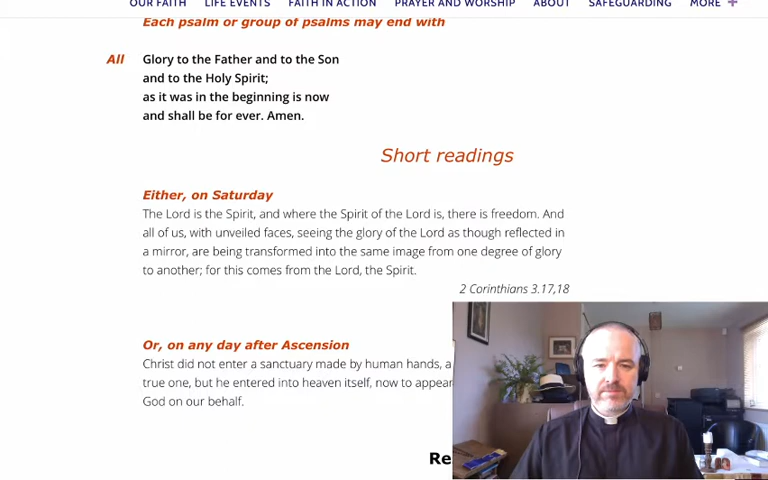 OUR FAITH LIFE EVENTS FAITH IN ACTION PRAYER AND WORSHIP ABOUT SAFEGUARDING MORE +
Each psalm or group of psalms may end with
All Glory to the Father and to the Son
and to the Holy Spirit;
as it was in the beginning is now
and shall be for ever. Amen.
Short readings
Either, on Saturday
The Lord is the Spirit, and where the Spirit of the Lord is, there is freedom. And
all of us, with unveiled faces, seeing the glory of the Lord as though reflected in
a mirror, are being transformed into the same image from one degree of glory
to another; for this comes from the Lord, the Spirit.
2 Corinthians 3.17,18
Or, on any day after Ascension
Christ did not enter a sanctuary made by human hands, a
true one, but he entered into heaven itself, now to appear
God on our behalf.
Re